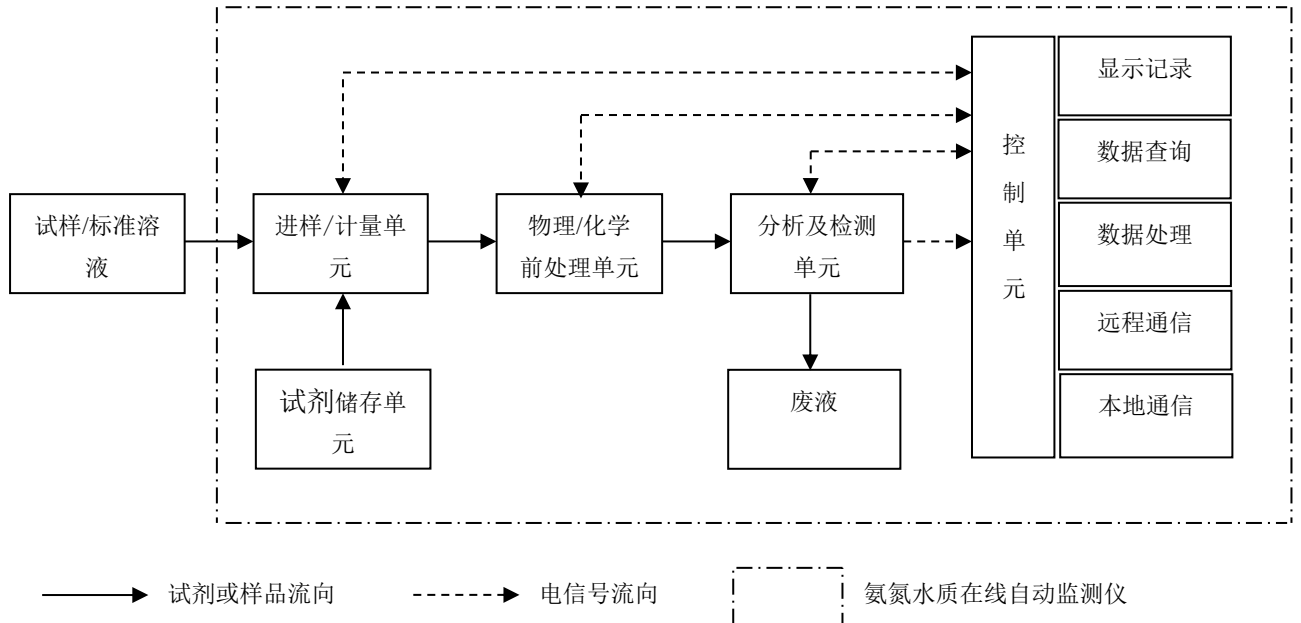 试样/标准溶
液
进样/计量单
元
试剂储存单
元
物理/化学
前处理单元
分析及检测
单元
废液
控
制
单
元
显示记录
数据查询
数据处理
远程通信
本地通信
试剂或样品流向
电信号流向
氨氮水质在线自动监测仪